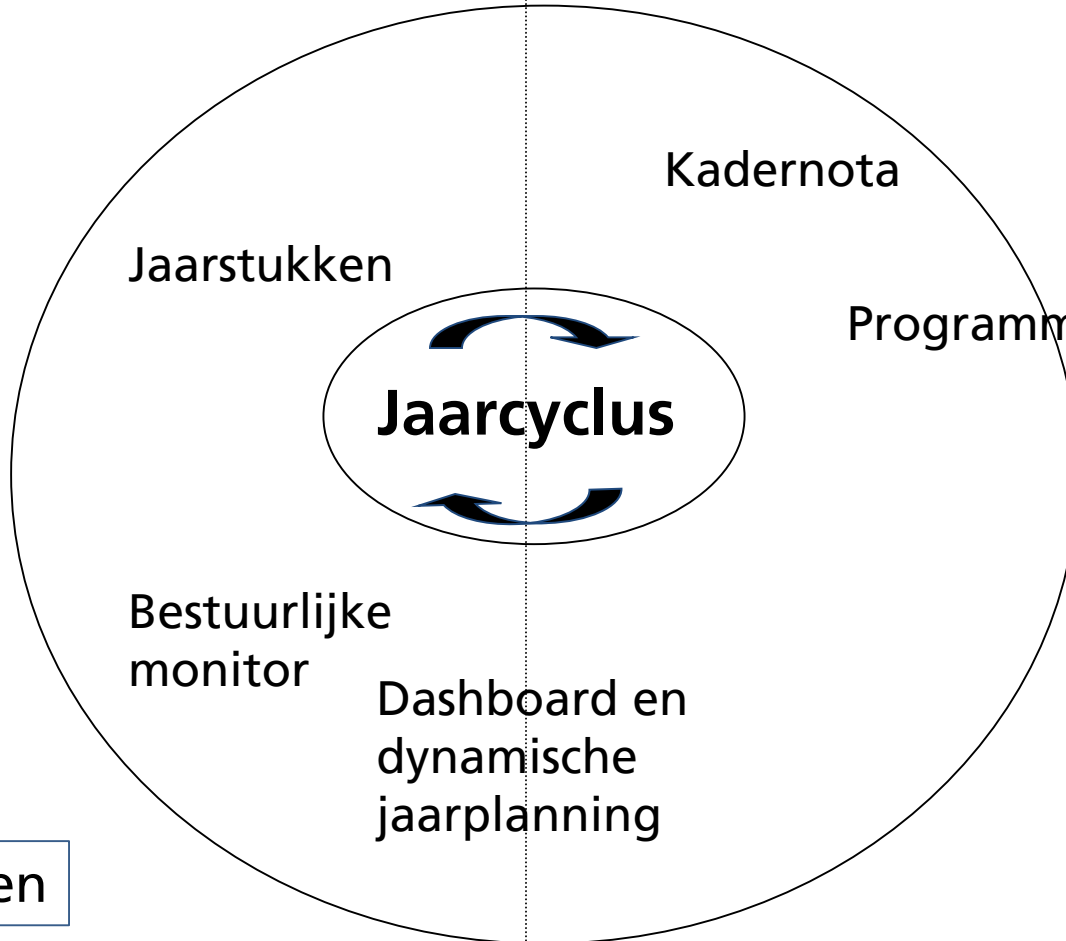 Kadernota
Jaarstukken
Jaarcyclus
Bestuurlijke
monitor
Dashboard en
dynamische
jaarplanning